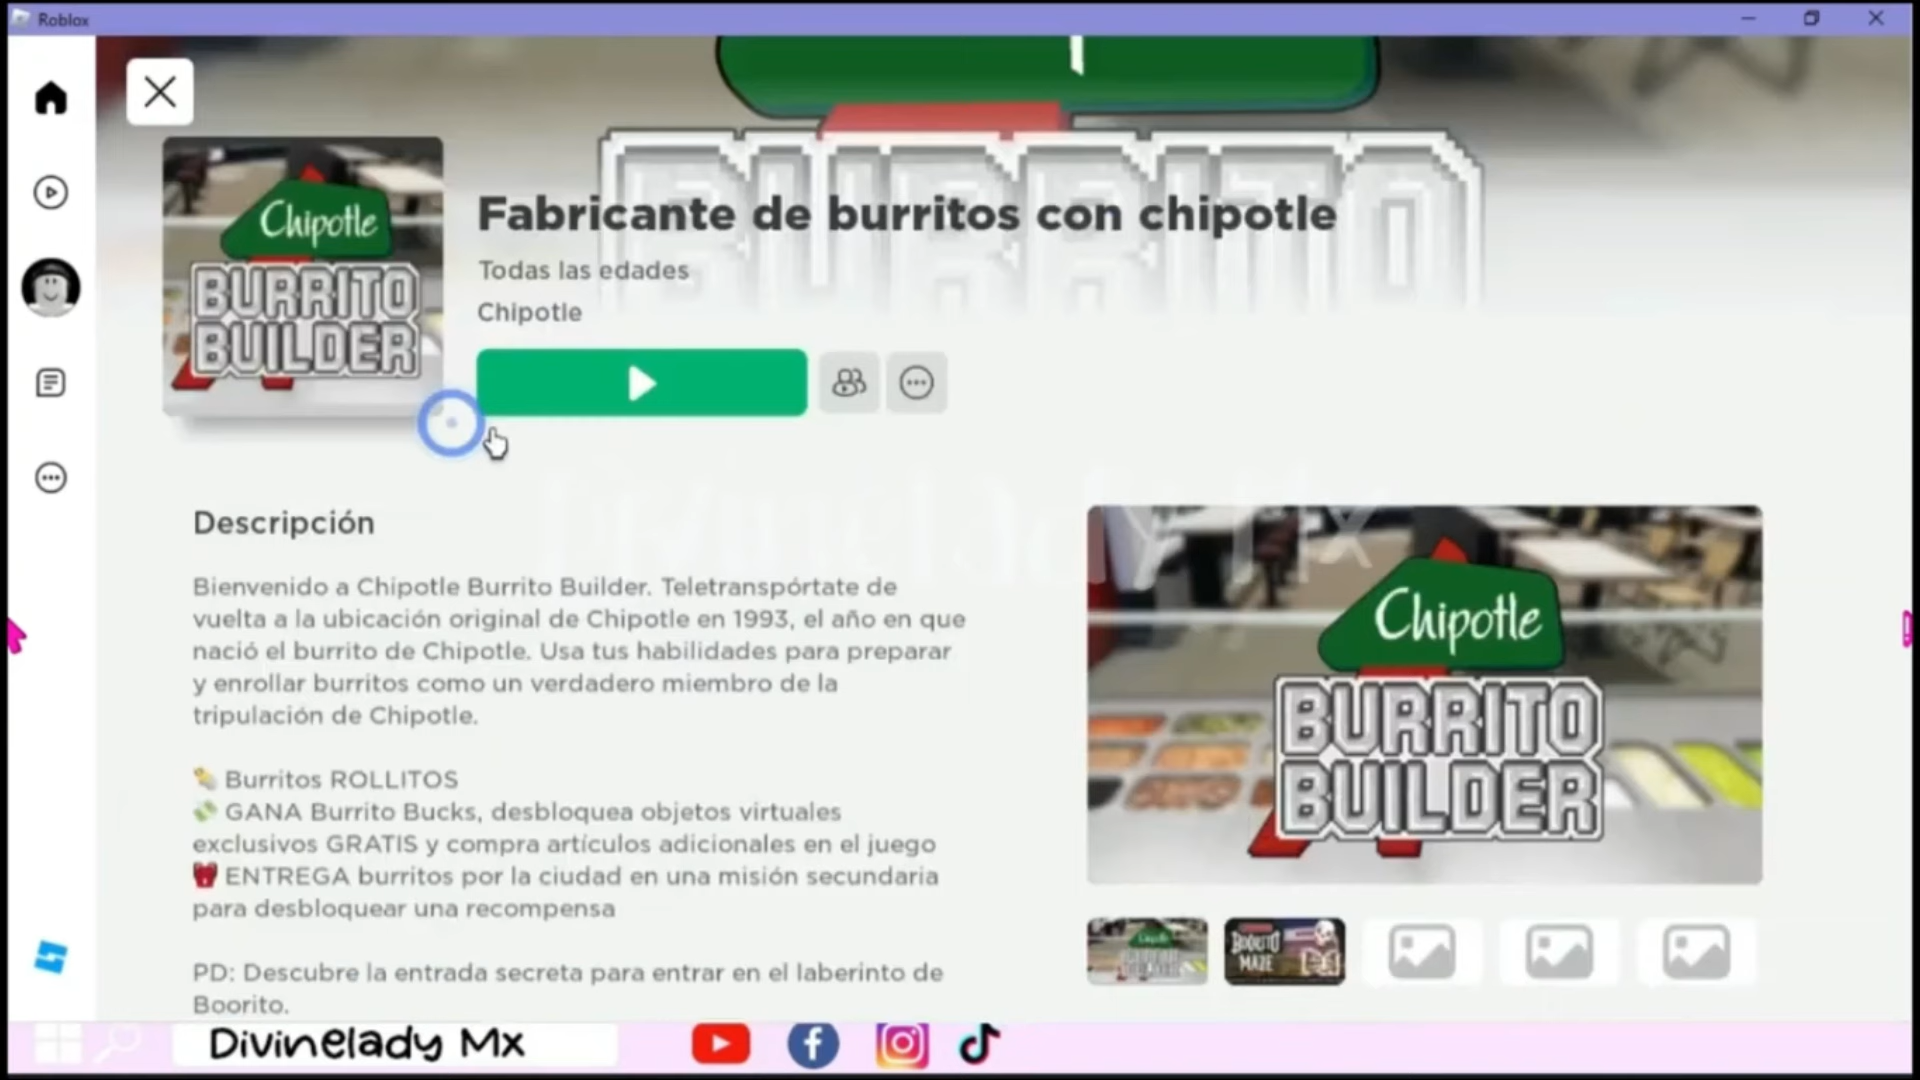 Roblox
BURRITO
Chipotle
BURRITO
BUILDER
Fabricante de burritos con chipotle
Todas las edades
Chipotle
Descripción
Divinelady Mx
Bienvenido a Chipotle Burrito Builder. Teletranspórtate de
vuelta a la ubicación original de Chipotle en 1993, el año en que
nació el burrito de Chipotle. Usa tus habilidades para preparar
y enrollar burritos como un verdadero miembro de la
tripulación de Chipotle.
🌯 Burritos ROLLITOS
💸 GANA Burrito Bucks, desbloquea objetos virtuales
exclusivos GRATIS y compra artículos adicionales en el juego
🎒 ENTREGA burritos por la ciudad en una misión secundaria
para desbloquear una recompensa
PD: Descubre la entrada secreta para entrar en el laberinto de
Boorito.
Chipotle
BURRITO
BUILDER
BOORITO
MAZE
Divinelady Mx